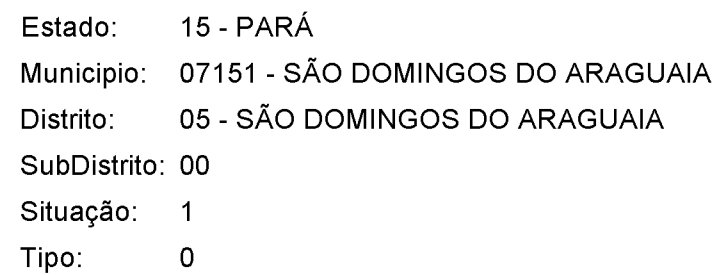 Estado: 15 - PARÁ
Municipio: 07151 - SÃO DOMINGOS DO ARAGUAIA
Distrito: 05 - SÃO DOMINGOS DO ARAGUAIA
SubDistrito: 00
Situação: 1
Tipo: 0